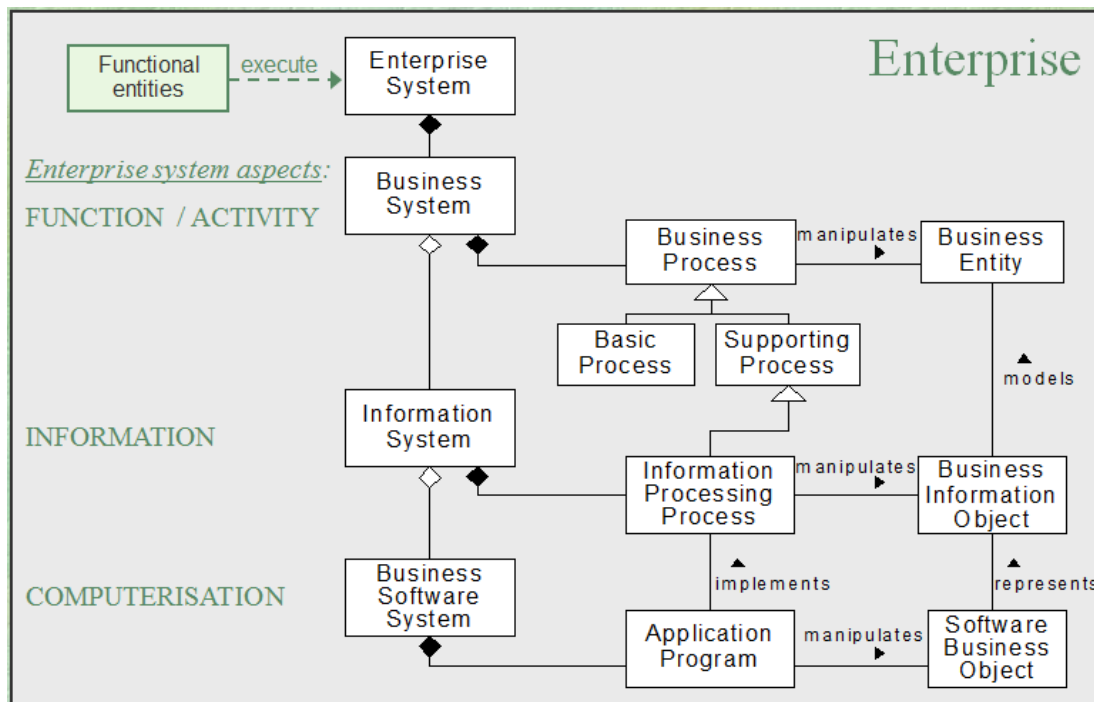 Enterprise
Functional
entities
execute
Enterprise
System
Enterprise system aspects:
FUNCTION / ACTIVITY
Business
System
Business
Process
manipulates
Business
Entity
Basic
Process
Supporting
Process
models
INFORMATION
Information
System
Information
Processing
Process
manipulates
Business
Information
Object
implements
represents
COMPUTERISATION
Business
Software
System
Application
Program
manipulates
Software
Business
Object